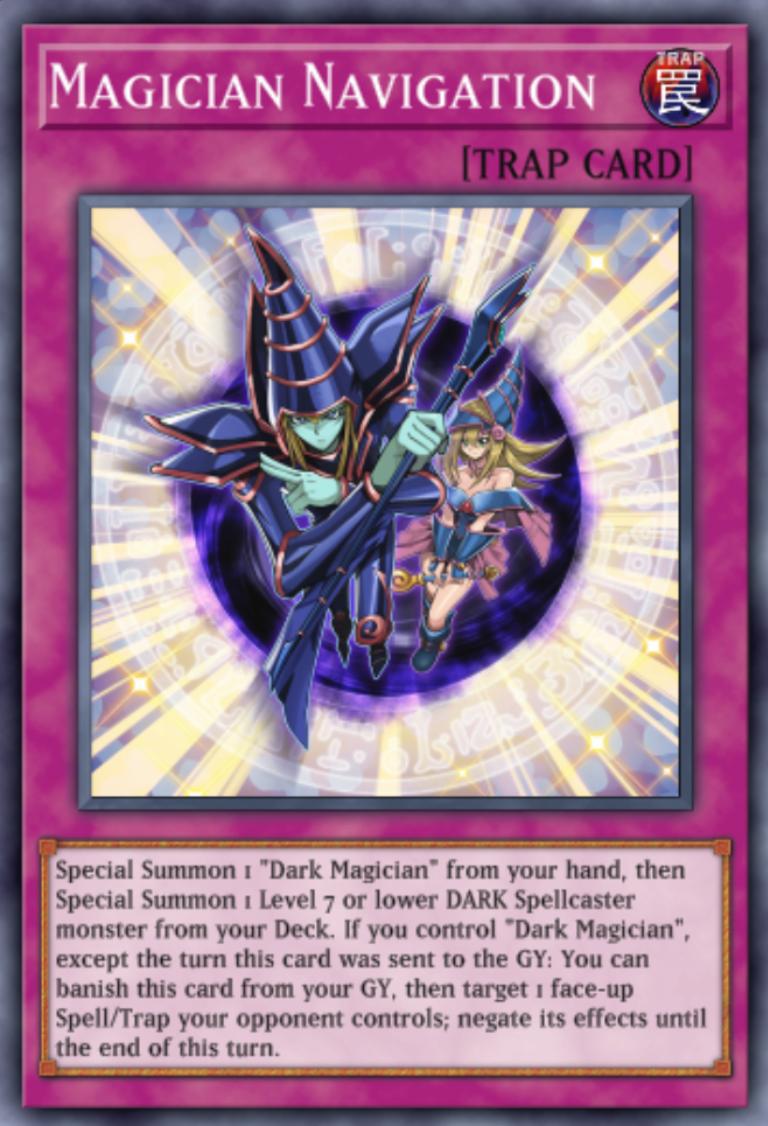 Magician Navigation
TRAP
罠
[TRAP CARD]
Special Summon 1 "Dark Magician" from your hand, then
Special Summon 1 Level 7 or lower DARK Spellcaster
monster from your Deck. If you control "Dark Magician",
except the turn this card was sent to the GY: You can
banish this card from your GY, then target 1 face-up
Spell/Trap your opponent controls; negate its effects until
the end of this turn.